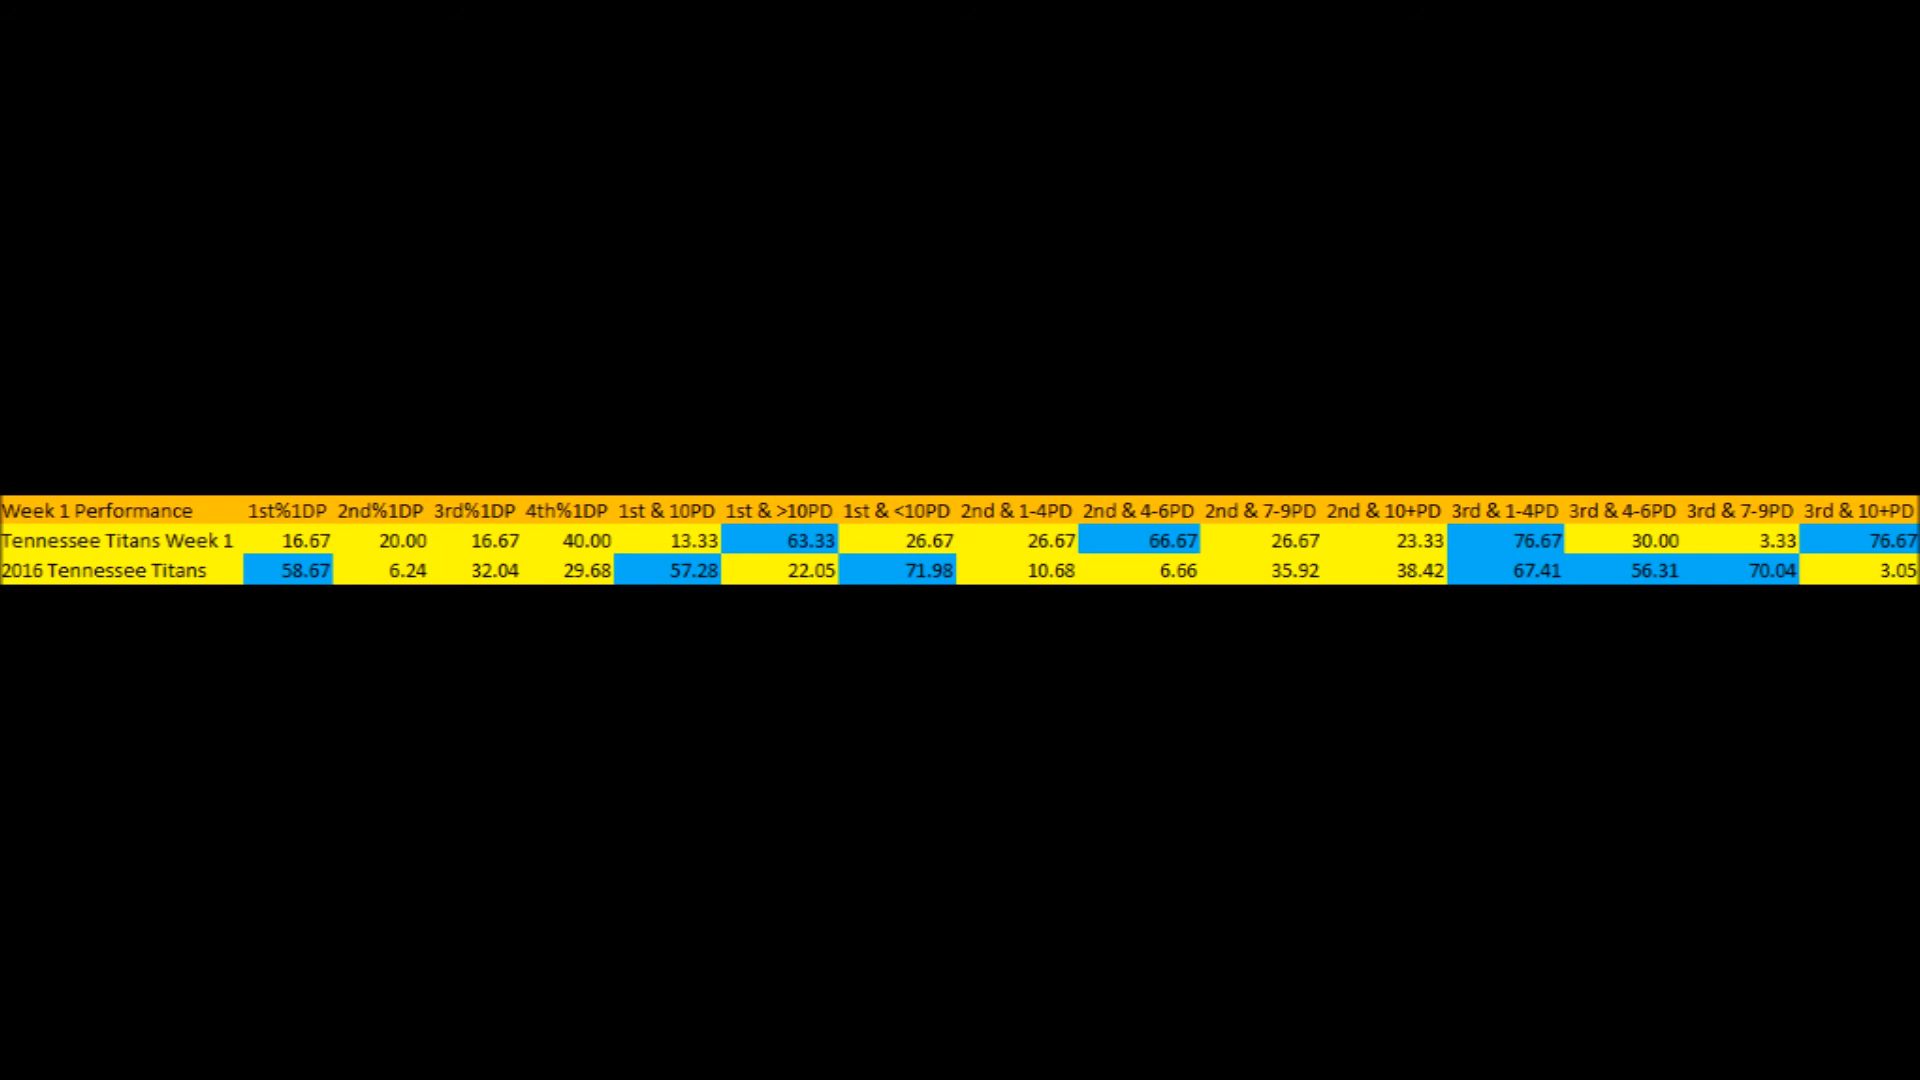 Week 1 Performance 1st%1DP 2nd%1DP 3rd%1DP 4th%1DP 1st & 10PD 1st & >10PD 1st & <10PD 2nd & 1-4PD 2nd & 4-6PD 2nd & 7-9PD 2nd & 10+PD 3rd & 1-4PD 3rd & 4-6PD 3rd & 7-9PD 3rd & 10+PD
Tennessee Titans Week 1 16.67 20.00 16.67 40.00 13.33 63.33 26.67 26.67 66.67 26.67 23.33 76.67 30.00 3.33 76.67
2016 Tennessee Titans 58.67 6.24 32.04 29.68 57.28 22.05 71.98 10.68 6.66 35.92 38.42 67.41 56.31 70.04 3.05